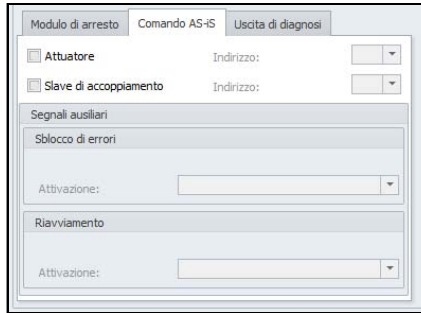 Modulo di arresto Comando AS-iS Uscita di diagnosi
Attuatore Indirizzo:
Slave di accoppiamento Indirizzo:
Segnali ausiliari
Sblocco di errori
Attivazione:
Riavviamento
Attivazione: